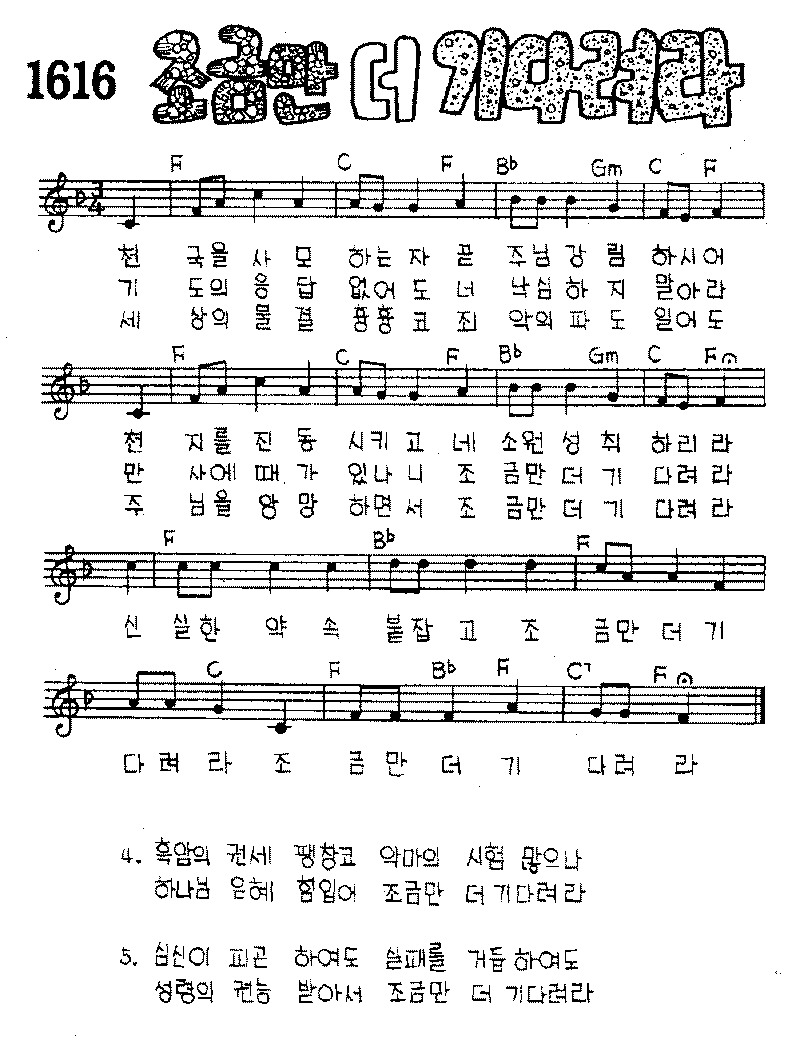 1616 조금만 더 기다려라
F C F Bb Gm C F
3/4
천 국을 사 모 하는 자 곧 주님 강 림 하시어
기 도의 응 답 없어 도 너 낙심 하 지 말아라
세 상의 물 결 흉흉 코 죄 악의 파 도 일어도
F C F Bb Gm C F
천 지를 진 동 시키 고 네 소원 성 취 하리라
만 사에 때 가 있나 니 조 금만 더 기 다려라
주 님을 앙 망 하면 서 조 금만 더 기 다려라
F Bb F
신 실한 약 속 붙잡 고 조 금만 더 기
C F Bb F C7 F
다려 라 조 금 만 더 기 다려 라
4. 흑암의 권세 팽창코 악마의 시험 많으나
하나님 은혜 힘입어 조금만 더 기다려라
5. 심신이 피곤 하여도 실패를 거듭하여도
성령의 권능 받아서 조금만 더 기다려라